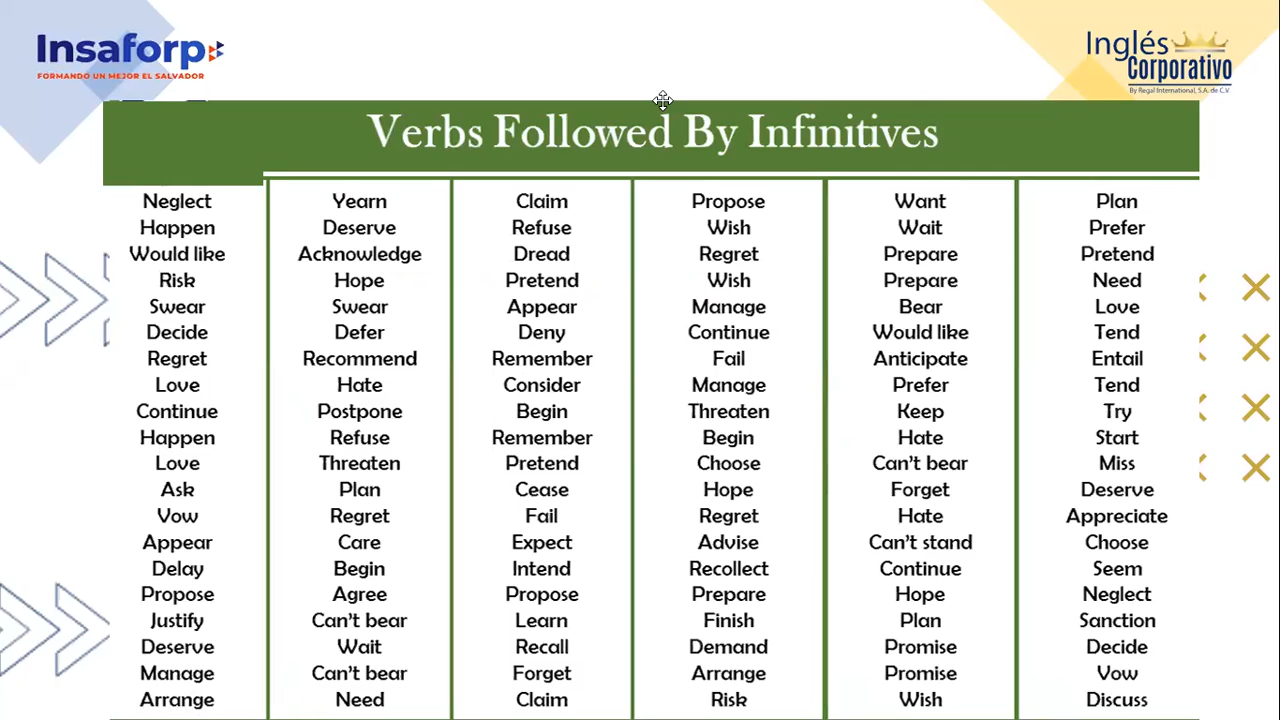 Insaforp
FORMANDO UN MEJOR EL SALVADOR
Inglés
Corporativo
By Regal International, S.A. de C.V
Verbs Followed By Infinitives
Neglect Yearn Claim Propose Want Plan
Happen Deserve Refuse Wish Wait Prefer
Would like Acknowledge Dread Regret Prepare Pretend
Risk Hope Pretend Wish Prepare Need
Swear Swear Appear Manage Bear Love
Decide Defer Deny Continue Would like Tend
Regret Recommend Remember Fail Anticipate Entail
Love Hate Consider Manage Prefer Tend
Continue Postpone Begin Threaten Keep Try
Happen Refuse Remember Begin Hate Start
Love Threaten Pretend Choose Can't bear Miss
Ask Plan Cease Hope Forget Deserve
Vow Regret Fail Regret Hate Appreciate
Appear Care Expect Advise Can't stand Choose
Delay Begin Intend Recollect Continue Seem
Propose Agree Propose Prepare Hope Neglect
Justify Can't bear Learn Finish Plan Sanction
Deserve Wait Recall Demand Promise Decide
Manage Can't bear Forget Arrange Promise Vow
Arrange Need Claim Risk Wish Discuss